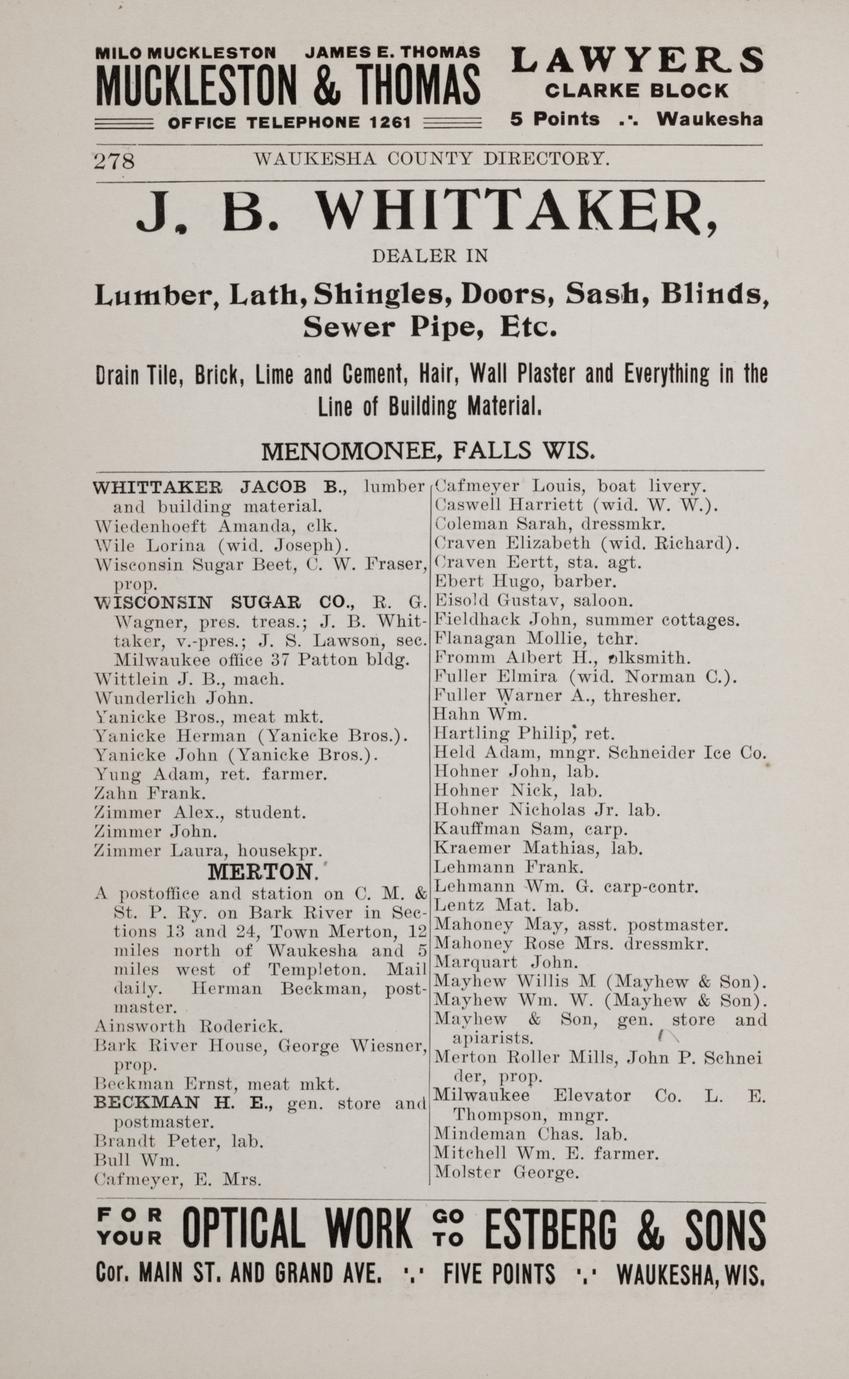 MILO MUCKLESTON JAMES E. THOMAS
MUCKLESTON & THOMAS
OFFICE TELEPHONE 1261
LAWYERS
CLARKE BLOCK
5 Points .·. Waukesha
278 WAUKESHA COUNTY DIRECTORY.
J. B. WHITTAKER,
DEALER IN
Lumber, Lath, Shingles, Doors, Sash, Blinds,
Sewer Pipe, Etc.
Drain Tile, Brick, Lime and Cement, Hair, Wall Plaster and Everything in the
Line of Building Material.
MENOMONEE, FALLS WIS.
WHITTAKER JACOB B., lumber
and building material.
Wiedenhoeft Amanda, clk.
Wile Lorina (wid. Joseph).
Wisconsin Sugar Beet, C. W. Fraser,
prop.
WISCONSIN SUGAR CO., R. G.
Wagner, pres. treas.; J. B. Whit-
taker, v.-pres.; J. S. Lawson, sec.
Milwaukee office 37 Patton bldg.
Wittlein J. B., mach.
Wunderlich John.
Yanicke Bros., meat mkt.
Yanicke Herman (Yanicke Bros.).
Yanicke John (Yanicke Bros.).
Yung Adam, ret. farmer.
Zahn Frank.
Zimmer Alex., student.
Zimmer John.
Zimmer Laura, housekpr.
MERTON.
A postoffice and station on C. M. &
St. P. Ry. on Bark River in Sec-
tions 13 and 24, Town Merton, 12
miles north of Waukesha and 5
miles west of Templeton. Mail
daily. Herman Beckman, post-
master.
Ainsworth Roderick.
Bark River House, George Wiesner,
prop.
Beckman Ernst, meat mkt.
BECKMAN H. E., gen. store and
postmaster.
Brandt Peter, lab.
Bull Wm.
Cafmeyer, E. Mrs.
Cafmeyer Louis, boat livery.
Caswell Harriett (wid. W. W.).
Coleman Sarah, dressmkr.
Craven Elizabeth (wid. Richard).
Craven Eertt, sta. agt.
Ebert Hugo, barber.
Eisold Gustav, saloon.
Fieldhack John, summer cottages.
Flanagan Mollie, tchr.
Fromm Albert H., blksmith.
Fuller Elmira (wid. Norman C.).
Fuller Warner A., thresher.
Hahn Wm.
Hartling Philip, ret.
Held Adam, mngr. Schneider Ice Co.
Hohner John, lab.
Hohner Nick, lab.
Hohner Nicholas Jr. lab.
Kauffman Sam, carp.
Kraemer Mathias, lab.
Lehmann Frank.
Lehmann Wm. G. carp-contr.
Lentz Mat. lab.
Mahoney May, asst. postmaster.
Mahoney Rose Mrs. dressmkr.
Marquart John.
Mayhew Willis M (Mayhew & Son).
Mayhew Wm. W. (Mayhew & Son).
Mayhew & Son, gen. store and
apiarists.
Merton Roller Mills, John P. Schnei
der, prop.
Milwaukee Elevator Co. L. E.
Thompson, mngr.
Mindeman Chas. lab.
Mitchell Wm. E. farmer.
Molster George.
FOR YOUR OPTICAL WORK GO TO ESTBERG & SONS
Cor. MAIN ST. AND GRAND AVE. ·.· FIVE POINTS ·.· WAUKESHA, WIS.